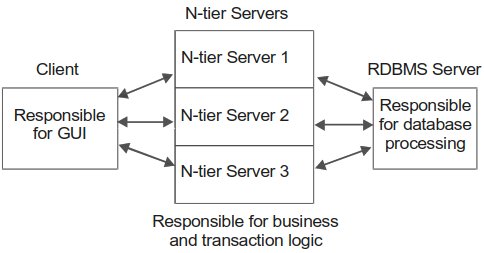 N-tier Servers
Client
N-tier Server 1
RDBMS Server
Responsible
for GUI
N-tier Server 2
Responsible
for database
processing
N-tier Server 3
Responsible for business
and transaction logic